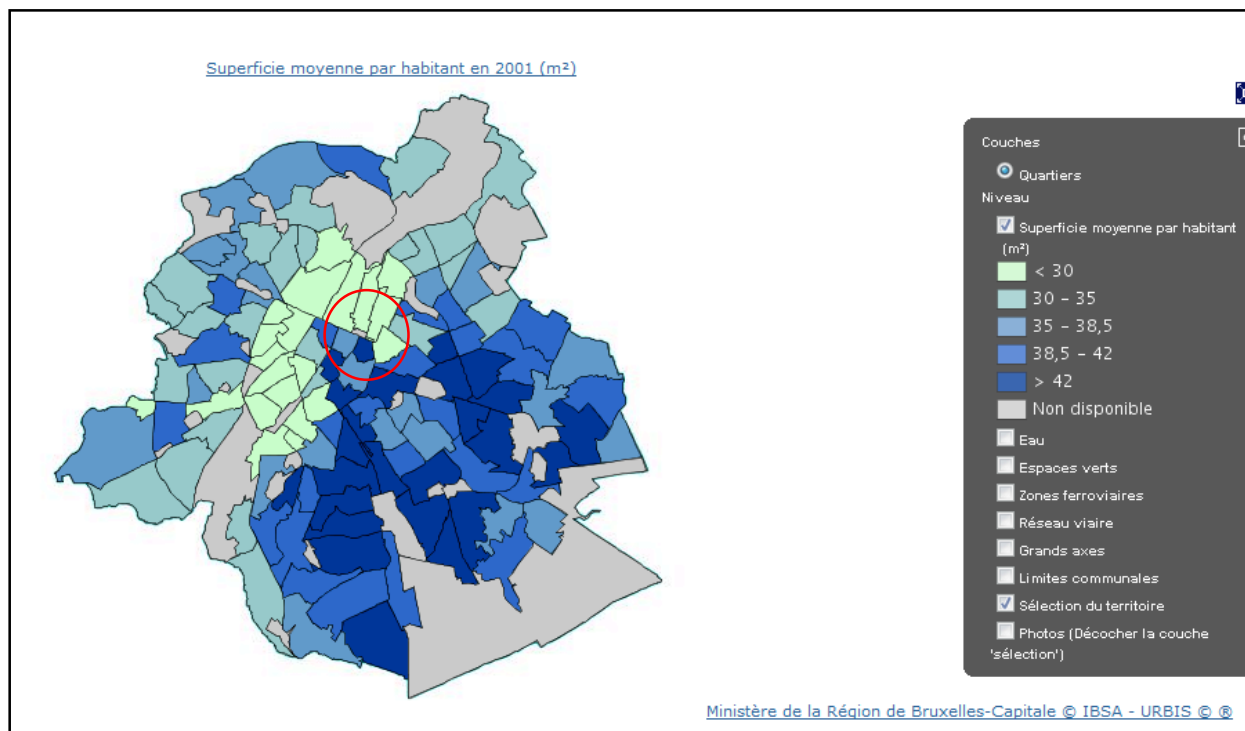 Superficie moyenne par habitant en 2001 (m²)
Couches
Quartiers
Niveau
Superficie moyenne par habitant
(m²)
< 30
30 - 35
35 - 38,5
38,5 - 42
> 42
Non disponible
Eau
Espaces verts
Zones ferroviaires
Réseau viaire
Grands axes
Limites communales
Sélection du territoire
Photos (Décocher la couche
'sélection')
Ministère de la Région de Bruxelles-Capitale © IBSA - URBIS © ®